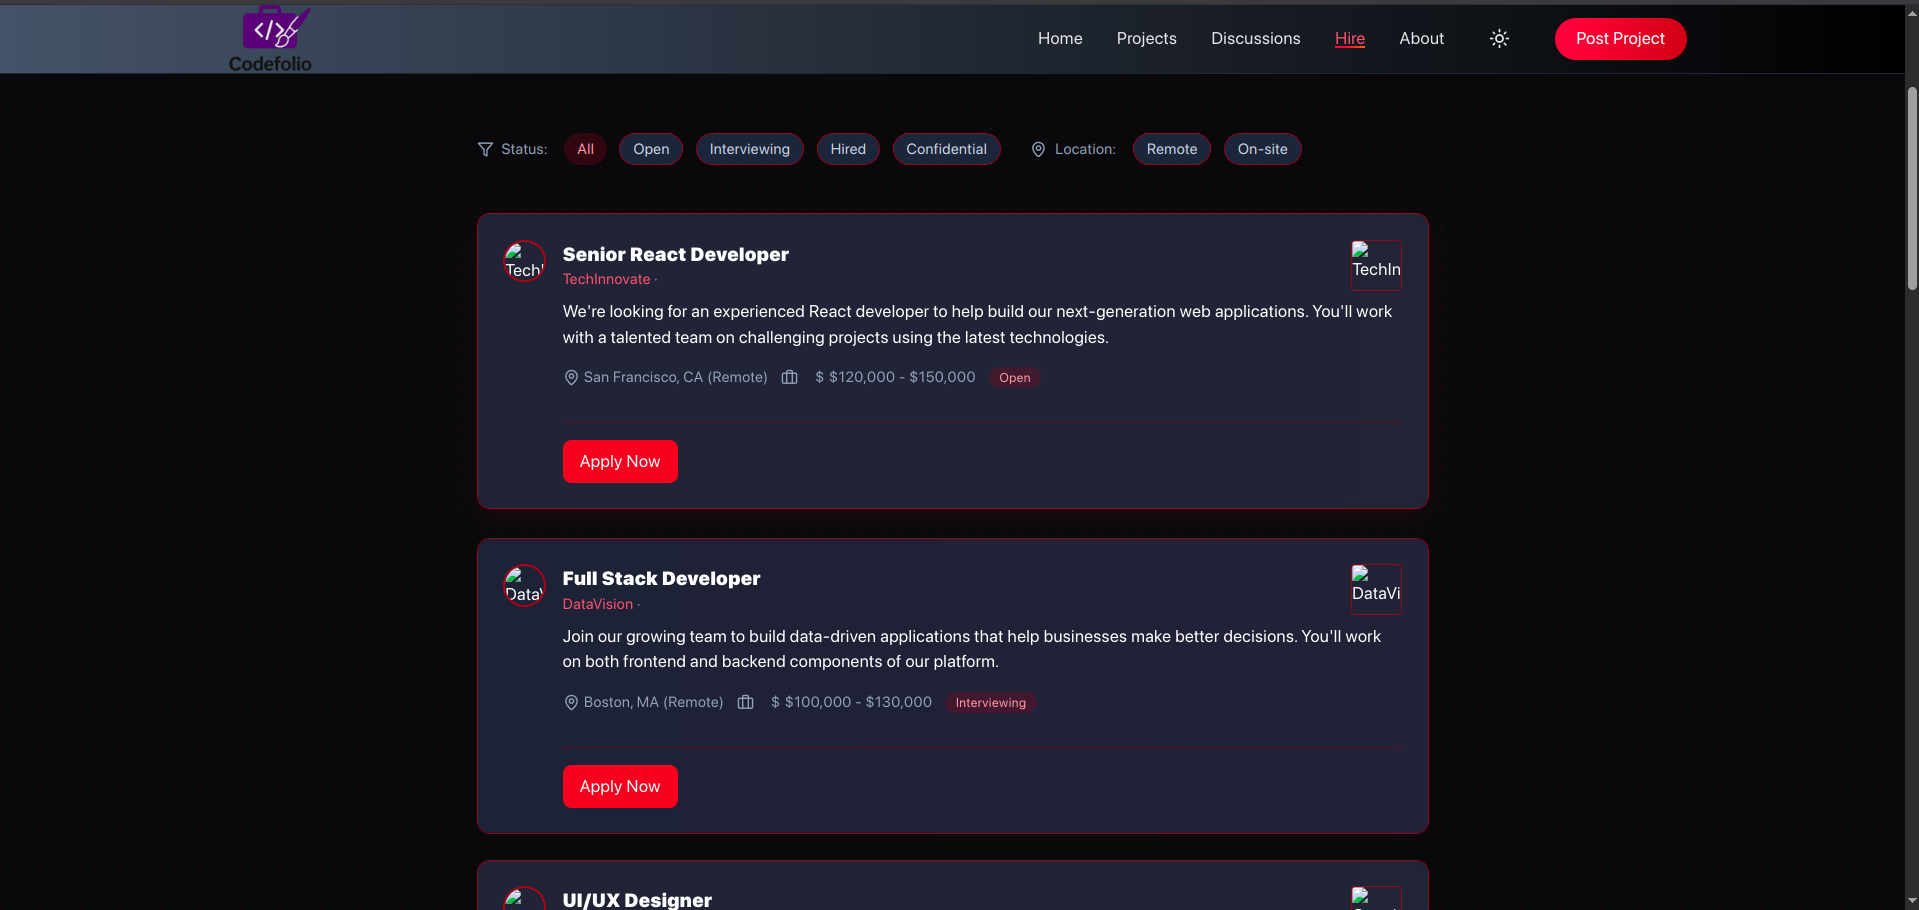 </>
Codefolio
Home Projects Discussions Hire About Post Project
Status: All Open Interviewing Hired Confidential Location: Remote On-site
Tech
Senior React Developer
TechInnovate ·
TechIn
We're looking for an experienced React developer to help build our next-generation web applications. You'll work
with a talented team on challenging projects using the latest technologies.
San Francisco, CA (Remote) $ $120,000 - $150,000 Open
Apply Now
Data
Full Stack Developer
DataVision ·
DataVi
Join our growing team to build data-driven applications that help businesses make better decisions. You'll work
on both frontend and backend components of our platform.
Boston, MA (Remote) $ $100,000 - $130,000 Interviewing
Apply Now
UI/UX Designer